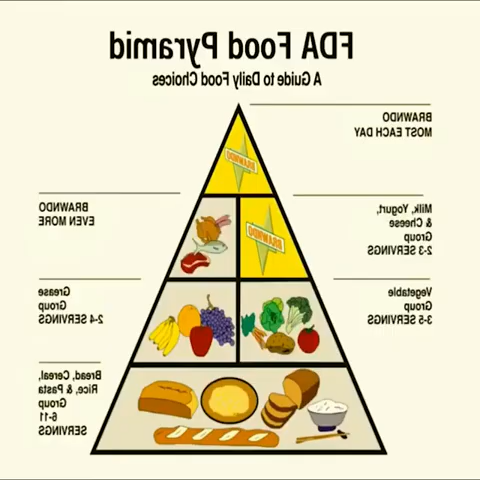 FDA Food Pyramid
A Guide to Daily Food Choices
BRAWNDO
MOST EACH DAY
BRAWNDO
Milk, Yogurt,
& Cheese
Group
2-3 SERVINGS
BRAWNDO
BRAWNDO
EVEN MORE
Vegetable
Group
3-5 SERVINGS
Grease
Group
2-4 SERVINGS
Bread, Cereal,
Rice, & Pasta
Group
6-11
SERVINGS